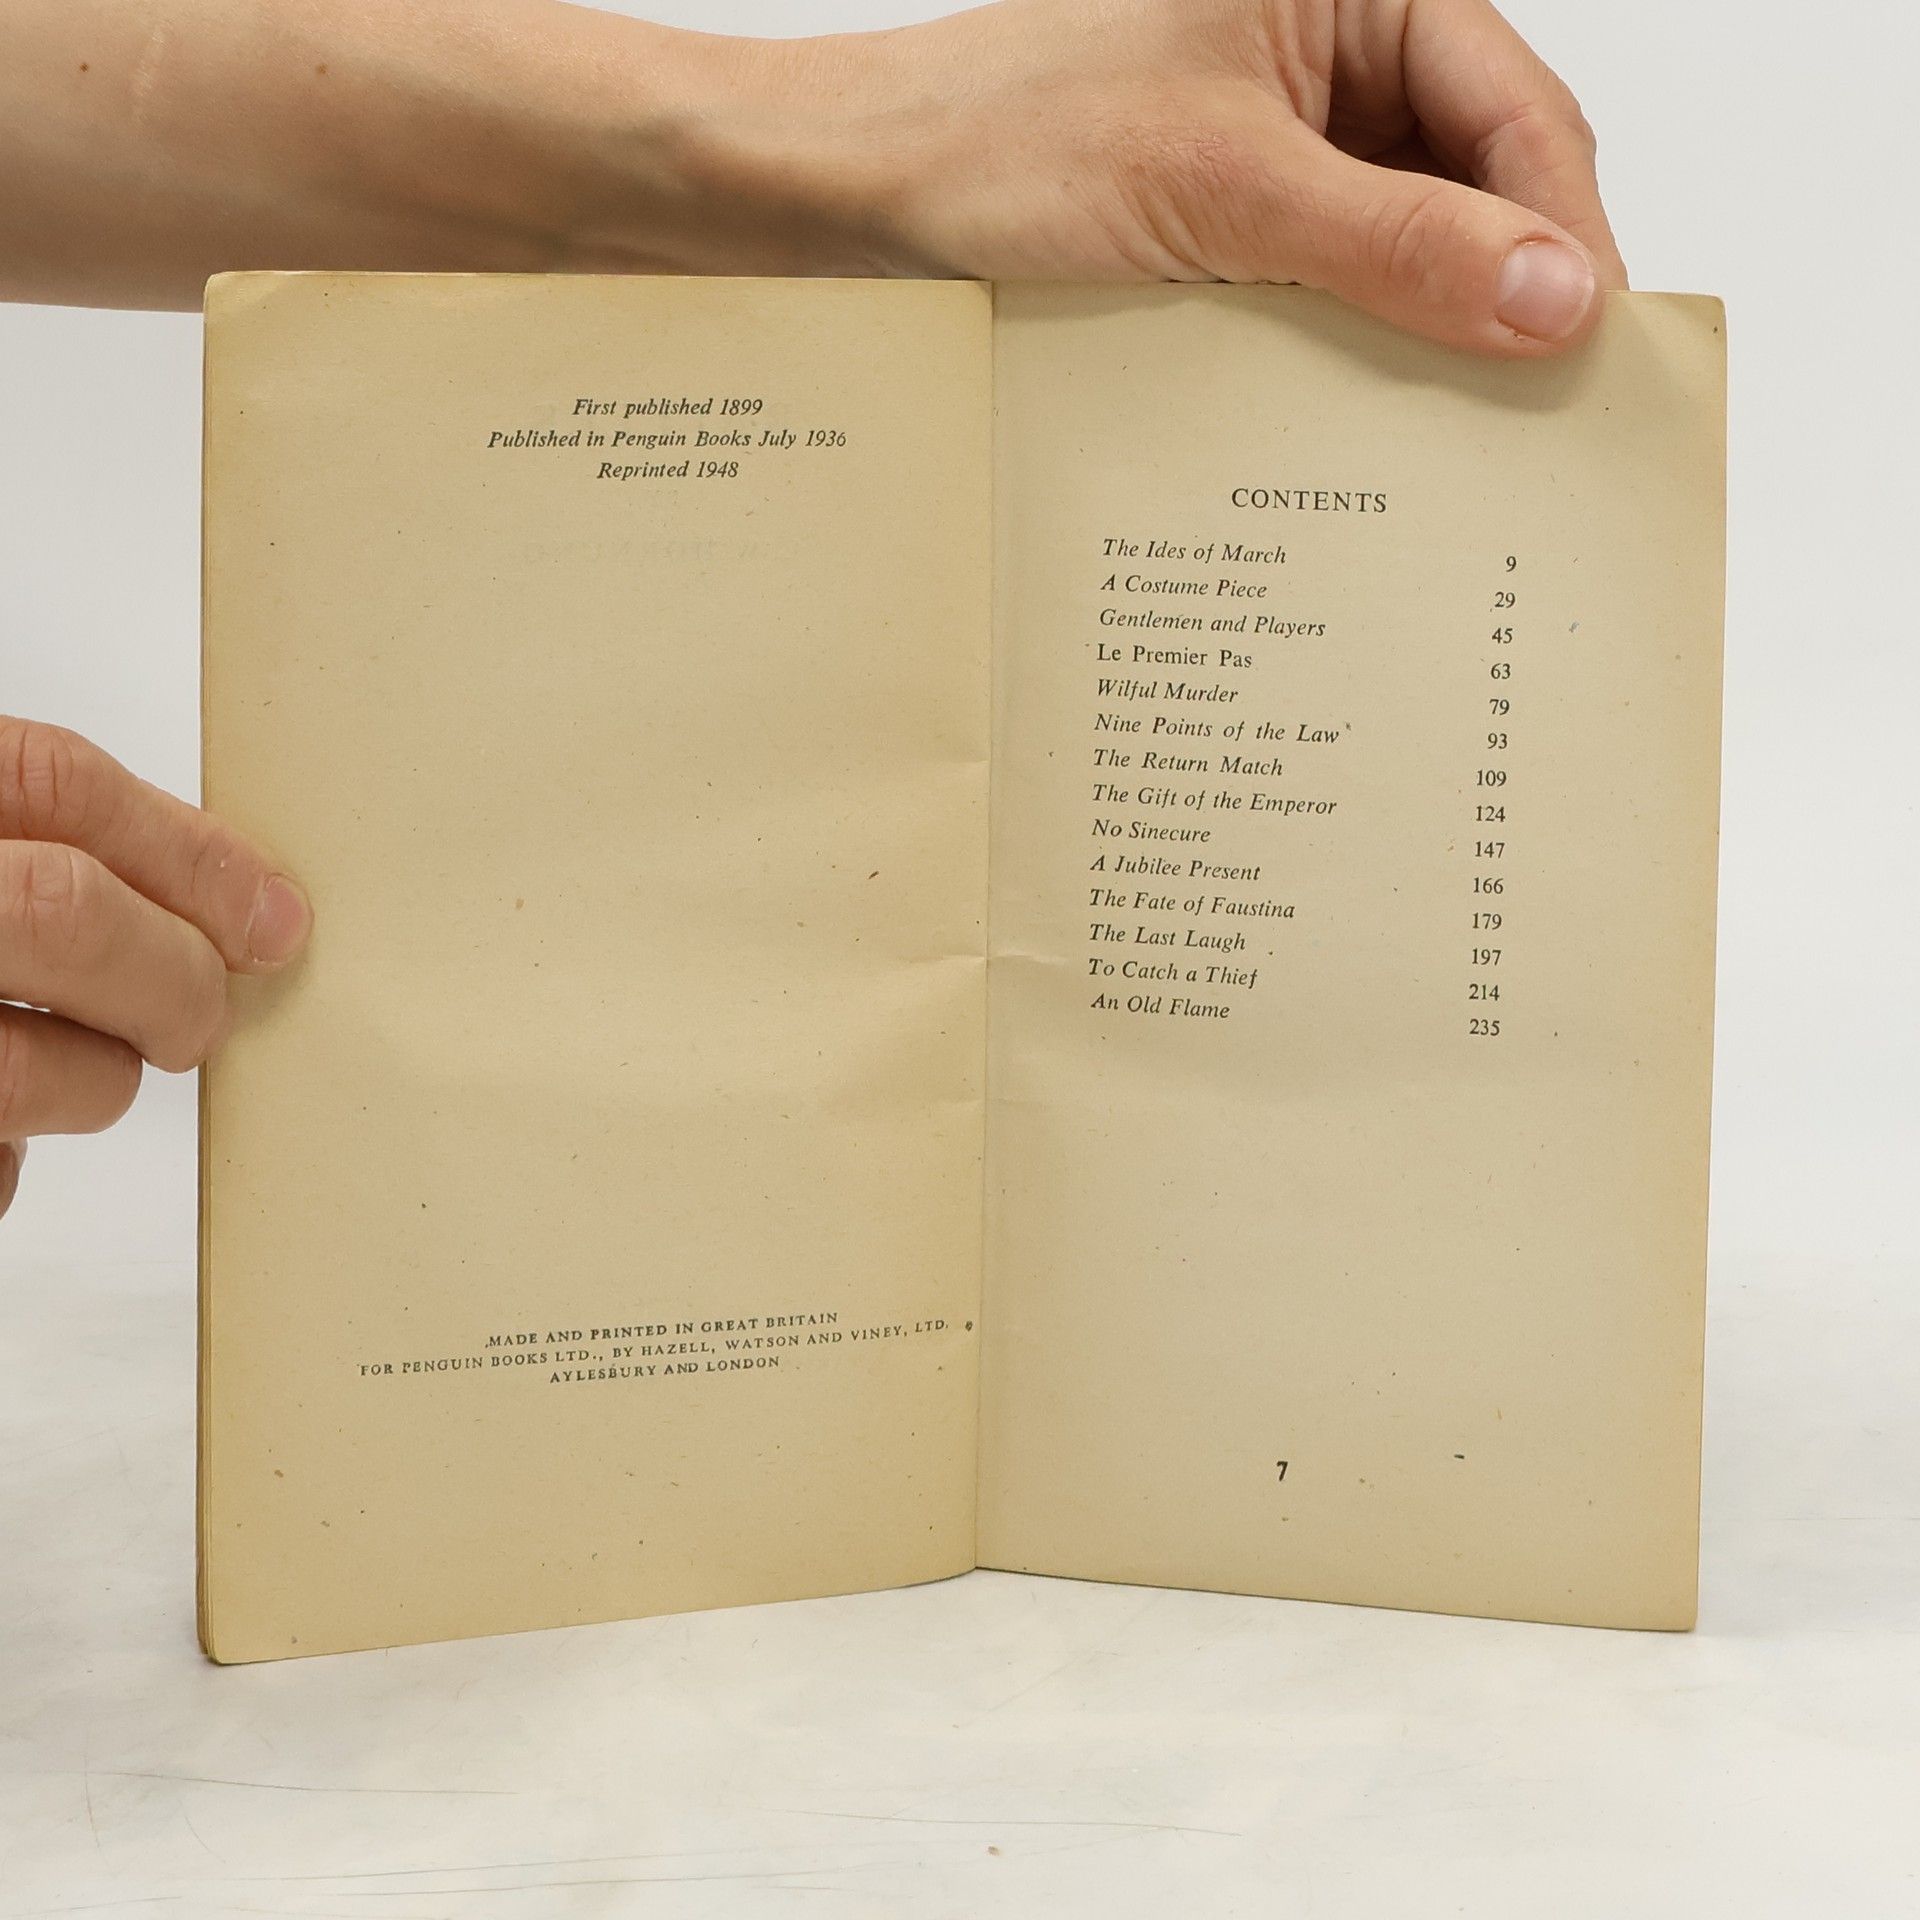 First published 1899
Published in Penguin Books July 1936
Reprinted 1948
MADE AND PRINTED IN GREAT BRITAIN
FOR PENGUIN BOOKS LTD., BY HAZELL, WATSON AND VINEY, LTD.
AYLESBURY AND LONDON
CONTENTS
The Ides of March 9
A Costume Piece 29
Gentlemen and Players 45
Le Premier Pas 63
Wilful Murder 79
Nine Points of the Law 93
The Return Match 109
The Gift of the Emperor 124
No Sinecure 147
A Jubilee Present 166
The Fate of Faustina 179
The Last Laugh 197
To Catch a Thief 214
An Old Flame 235
7